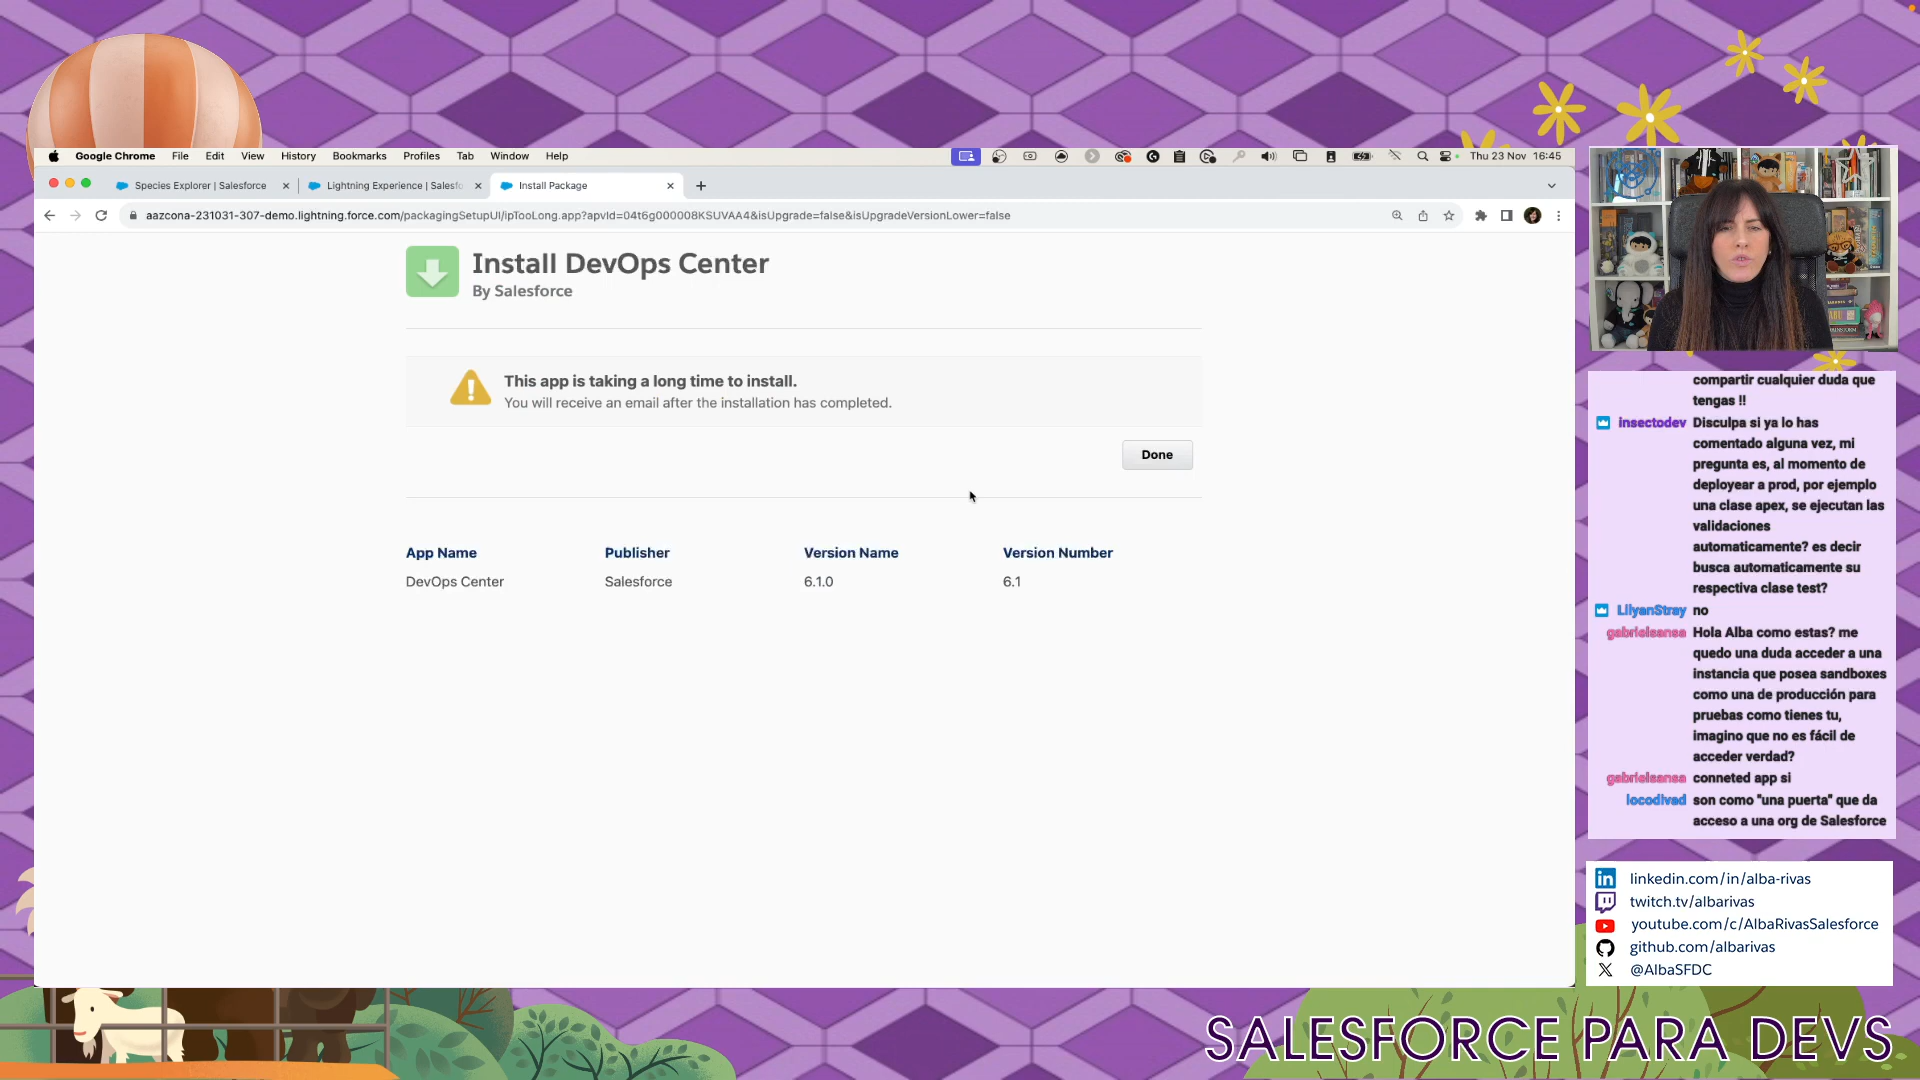 Google Chrome File Edit View History Bookmarks Profiles Tab Window Help Thu 23 Nov 16:45
Species Explorer | Salesforce Lightning Experience | Salesfo Install Package
aazcona-231031-307-demo.lightning.force.com/packagingSetupUI/ipTooLong.app?apvId=04t6g000008KSUVAA4&isUpgrade=false&isUpgradeVersionLower=false
Install DevOps Center
By Salesforce
This app is taking a long time to install.
You will receive an email after the installation has completed.
Done
App Name Publisher Version Name Version Number
DevOps Center Salesforce 6.1.0 6.1
compartir cualquier duda que
tengas !!
insectodev Disculpa si ya lo has
comentado alguna vez, mi
pregunta es, al momento de
deployear a prod, por ejemplo
una clase apex, se ejecutan las
validaciones
automaticamente? es decir
busca automaticamente su
respectiva clase test?
LilyanStray no
gabrielsansa Hola Alba como estas? me
quedo una duda acceder a una
instancia que posea sandboxes
como una de producción para
pruebas como tienes tu,
imagino que no es fácil de
acceder verdad?
gabrielsansa conneted app si
locodivad son como "una puerta" que da
acceso a una org de Salesforce
linkedin.com/in/alba-rivas
twitch.tv/albarivas
youtube.com/c/AlbaRivasSalesforce
github.com/albarivas
@AlbaSFDC
SALESFORCE PARA DEVS